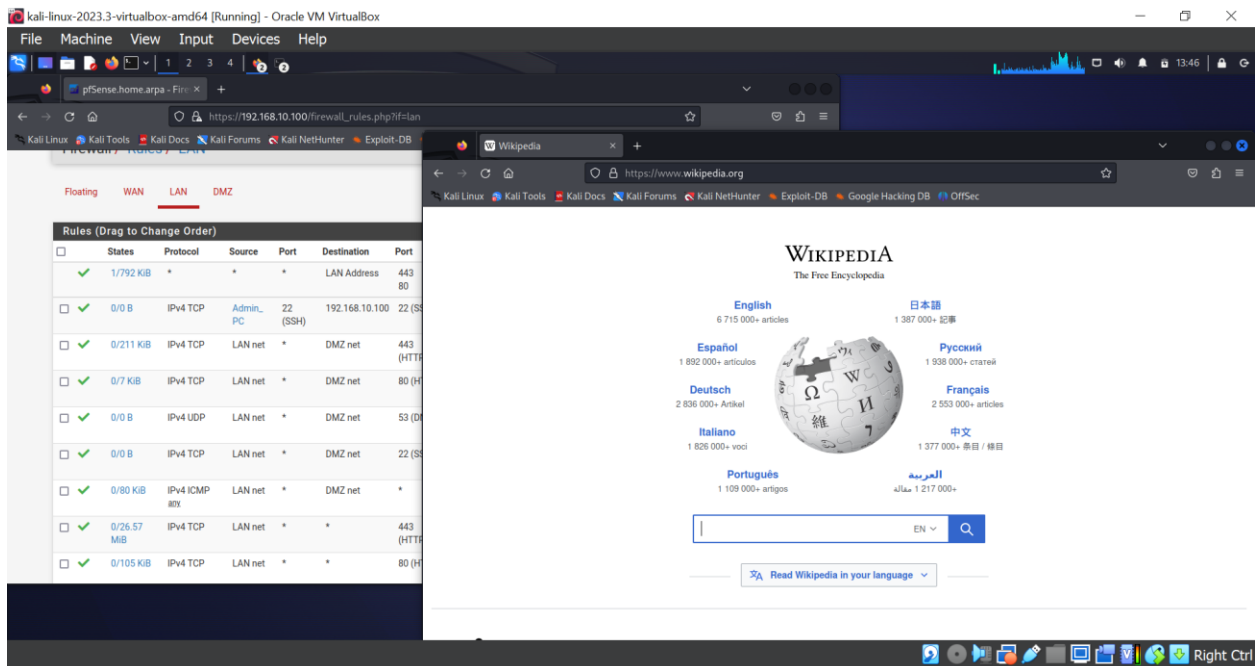 kali-linux-2023.3-virtualbox-amd64 [Running] - Oracle VM VirtualBox
File Machine View Input Devices Help
1 2 3 4
13:46
pfSense.home.arpa - Fire
https://192.168.10.100/firewall_rules.php?if=lan
Kali Linux Kali Tools Kali Docs Kali Forums Kali NetHunter Exploit-DB
Firewall / Rules / LAN
Floating WAN LAN DMZ
Rules (Drag to Change Order)
States Protocol Source Port Destination Port
1/792 KiB * * * LAN Address 443
80
0/0 B IPv4 TCP Admin_ 22 192.168.10.100 22 (SS
PC (SSH)
0/211 KiB IPv4 TCP LAN net * DMZ net 443
(HTTP
0/7 KiB IPv4 TCP LAN net * DMZ net 80 (H
0/0 B IPv4 UDP LAN net * DMZ net 53 (D
0/0 B IPv4 TCP LAN net * DMZ net 22 (SS
0/80 KiB IPv4 ICMP LAN net * DMZ net *
any
0/26.57 IPv4 TCP LAN net * * 443
MiB (HTTP
0/105 KiB IPv4 TCP LAN net * * 80 (H
Wikipedia
https://www.wikipedia.org
Kali Linux Kali Tools Kali Docs Kali Forums Kali NetHunter Exploit-DB Google Hacking DB OffSec
WIKIPEDIA
The Free Encyclopedia
English
6 715 000+ articles
日本語
1 387 000+ 記事
Español
1 892 000+ artículos
Русский
1 938 000+ статей
Deutsch
2 836 000+ Artikel
Français
2 553 000+ articles
Italiano
1 826 000+ voci
中文
1 377 000+ 条目 / 條目
Português
1 109 000+ artigos
العربية
1 217 000+ مقالة
EN
Read Wikipedia in your language
Right Ctrl